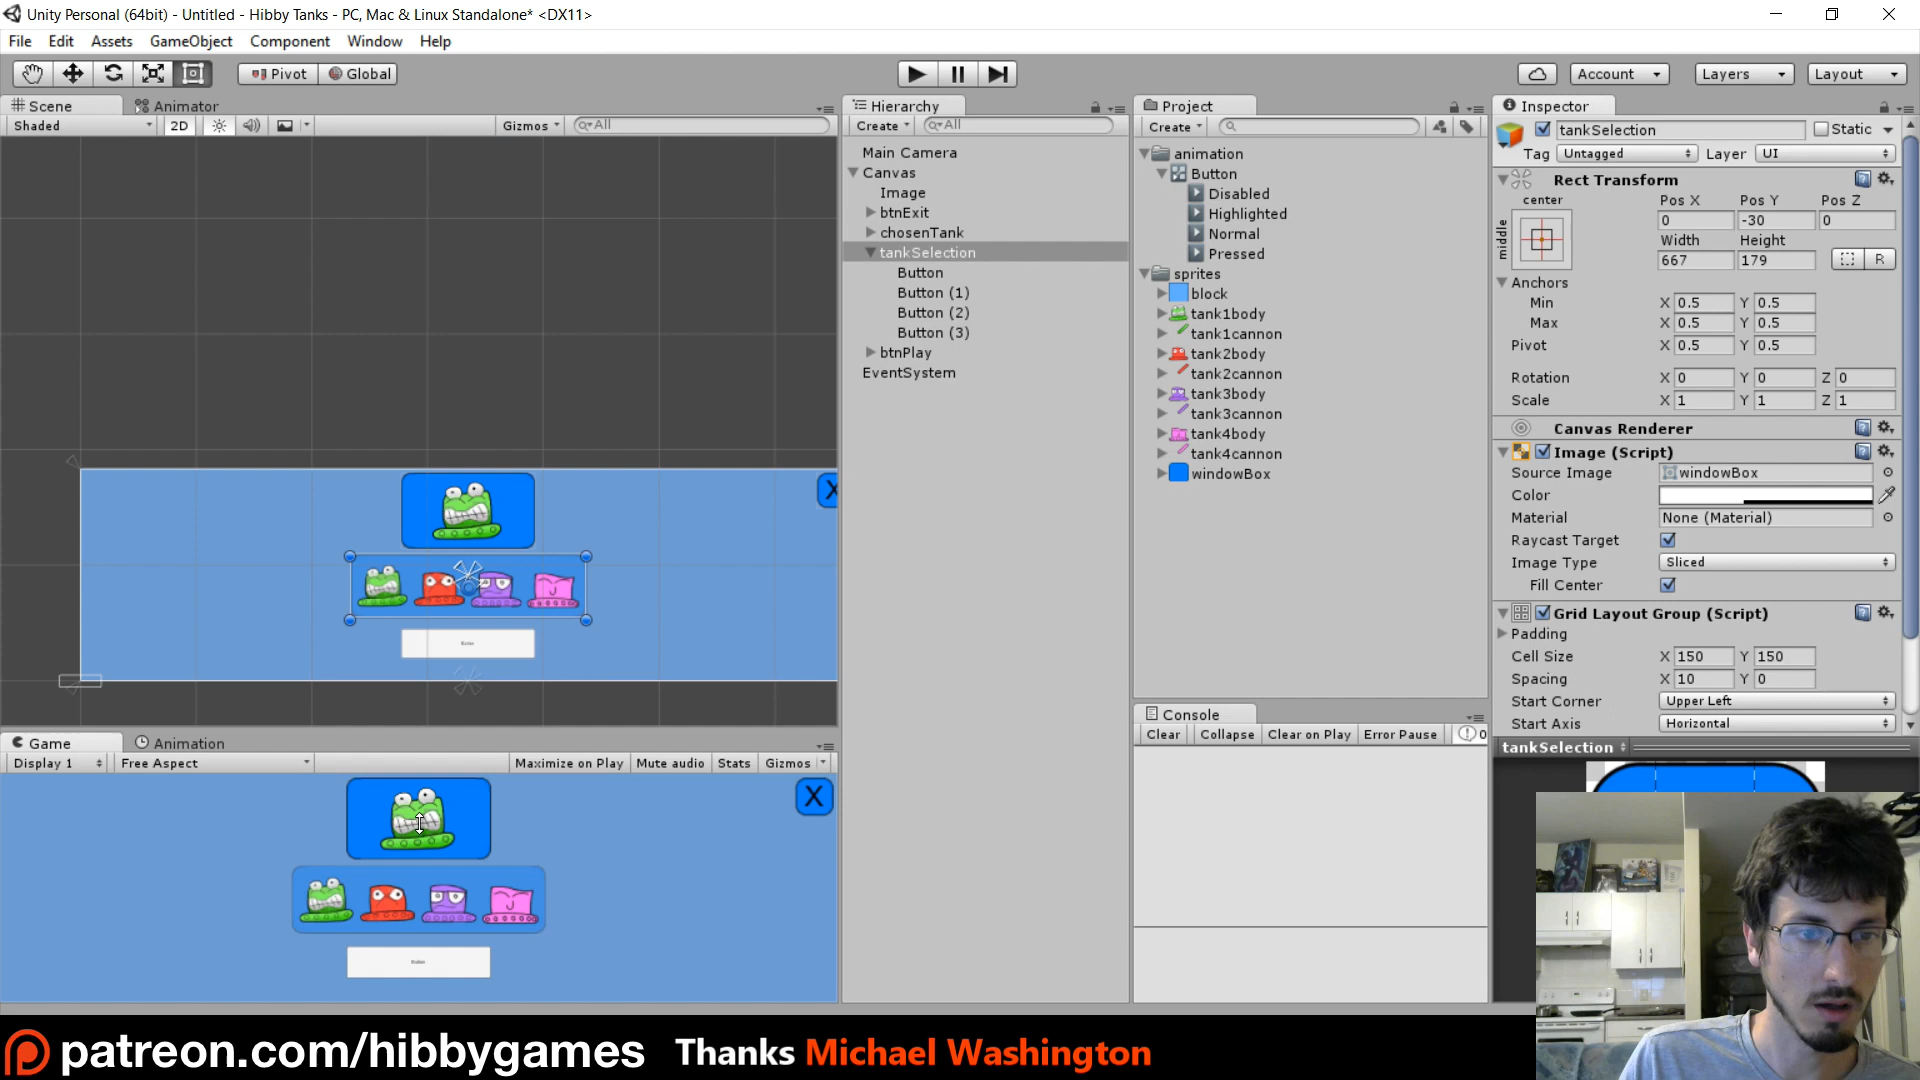 Unity Personal (64bit) - Untitled - Hibby Tanks - PC, Mac & Linux Standalone* <DX11>
File Edit Assets GameObject Component Window Help
Pivot Global Account Layers Layout
Scene Animator
Shaded 2D Gizmos All
X
Button
Game Animation
Display 1 Free Aspect Maximize on Play Mute audio Stats Gizmos
X
Button
Hierarchy
Create All
Main Camera
Canvas
Image
btnExit
chosenTank
tankSelection
Button
Button (1)
Button (2)
Button (3)
btnPlay
EventSystem
Project
Create
animation
Button
Disabled
Highlighted
Normal
Pressed
sprites
block
tank1body
tank1cannon
tank2body
tank2cannon
tank3body
tank3cannon
tank4body
tank4cannon
windowBox
Console
Clear Collapse Clear on Play Error Pause 0
Inspector
tankSelection Static
Tag Untagged Layer UI
Rect Transform
center Pos X Pos Y Pos Z
middle 0 -30 0
Width Height
667 179 R
Anchors
Min X 0.5 Y 0.5
Max X 0.5 Y 0.5
Pivot X 0.5 Y 0.5
Rotation X 0 Y 0 Z 0
Scale X 1 Y 1 Z 1
Canvas Renderer
Image (Script)
Source Image windowBox
Color
Material None (Material)
Raycast Target
Image Type Sliced
Fill Center
Grid Layout Group (Script)
Padding
Cell Size X 150 Y 150
Spacing X 10 Y 0
Start Corner Upper Left
Start Axis Horizontal
tankSelection
patreon.com/hibbygames Thanks Michael Washington